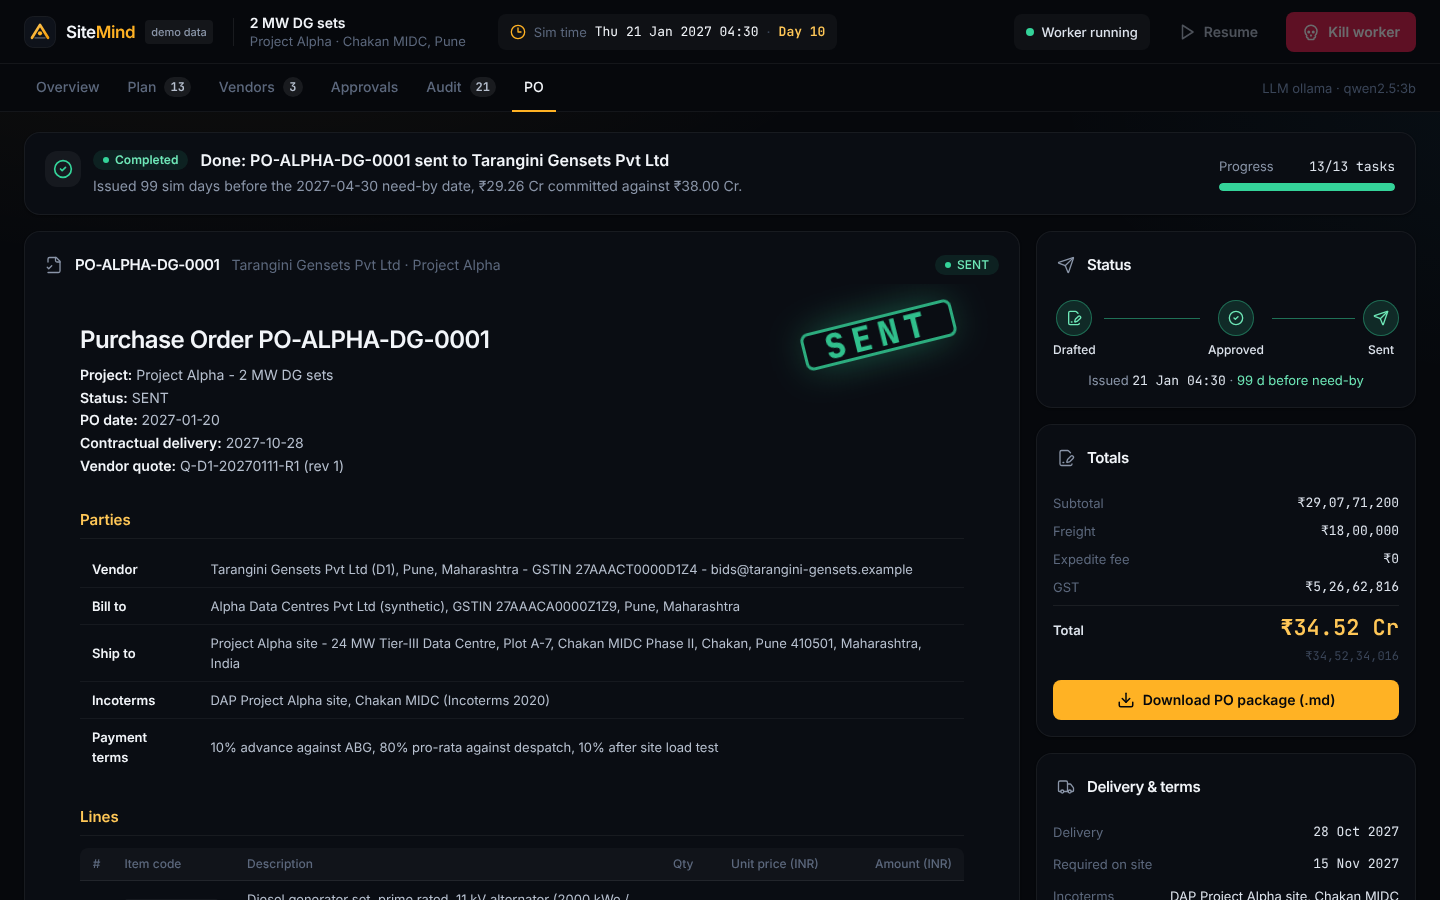 SiteMind demo data
2 MW DG sets
Project Alpha · Chakan MIDC, Pune
Sim time Thu 21 Jan 2027 04:30 · Day 10
Worker running
Resume
Kill worker
Overview
Plan 13
Vendors 3
Approvals
Audit 21
PO
LLM ollama · qwen2.5:3b
Completed Done: PO-ALPHA-DG-0001 sent to Tarangini Gensets Pvt Ltd
Issued 99 sim days before the 2027-04-30 need-by date, ₹29.26 Cr committed against ₹38.00 Cr.
Progress 13/13 tasks
PO-ALPHA-DG-0001 Tarangini Gensets Pvt Ltd · Project Alpha
SENT
SENT
Purchase Order PO-ALPHA-DG-0001
Project: Project Alpha - 2 MW DG sets
Status: SENT
PO date: 2027-01-20
Contractual delivery: 2027-10-28
Vendor quote: Q-D1-20270111-R1 (rev 1)
Parties
Vendor Tarangini Gensets Pvt Ltd (D1), Pune, Maharashtra - GSTIN 27AAACT0000D1Z4 - bids@tarangini-gensets.example
Bill to Alpha Data Centres Pvt Ltd (synthetic), GSTIN 27AAACA0000Z1Z9, Pune, Maharashtra
Ship to Project Alpha site - 24 MW Tier-III Data Centre, Plot A-7, Chakan MIDC Phase II, Chakan, Pune 410501, Maharashtra,
India
Incoterms DAP Project Alpha site, Chakan MIDC (Incoterms 2020)
Payment
terms 10% advance against ABG, 80% pro-rata against despatch, 10% after site load test
Lines
# Item code Description Qty Unit price (INR) Amount (INR)
Diesel generator set, prime rated, 11 kV alternator (2000 kWe /
Status
Drafted Approved Sent
Issued 21 Jan 04:30 · 99 d before need-by
Totals
Subtotal ₹29,07,71,200
Freight ₹18,00,000
Expedite fee ₹0
GST ₹5,26,62,816
Total ₹34.52 Cr
₹34,52,34,016
Download PO package (.md)
Delivery & terms
Delivery 28 Oct 2027
Required on site 15 Nov 2027
Incoterms DAP Project Alpha site, Chakan MIDC